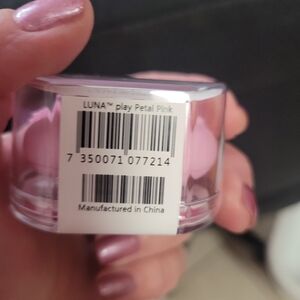 LUNA™ play Petal Pink
7 350071 077214
Manufactured in China